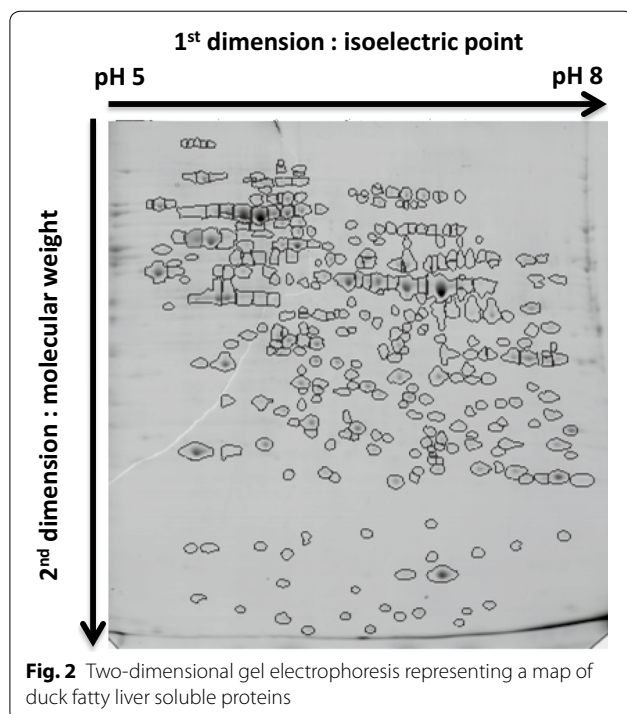 1st dimension : isoelectric point
pH 5 pH 8
2nd dimension : molecular weight
Fig. 2 Two-dimensional gel electrophoresis representing a map of
duck fatty liver soluble proteins